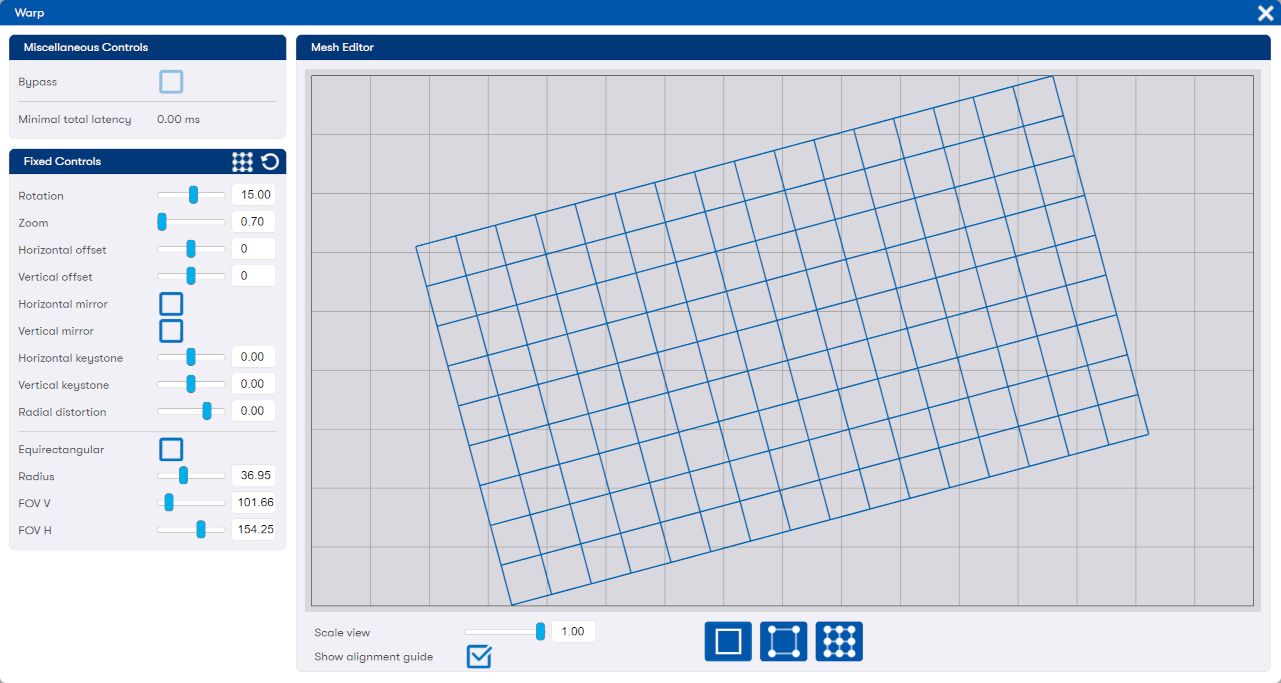 Warp
Miscellaneous Controls
Bypass
Minimal total latency 0.00 ms
Fixed Controls
Rotation 15.00
Zoom 0.70
Horizontal offset 0
Vertical offset 0
Horizontal mirror
Vertical mirror
Horizontal keystone 0.00
Vertical keystone 0.00
Radial distortion 0.00
Equirectangular
Radius 36.95
FOV V 101.66
FOV H 154.25
Mesh Editor
Scale view 1.00
Show alignment guide